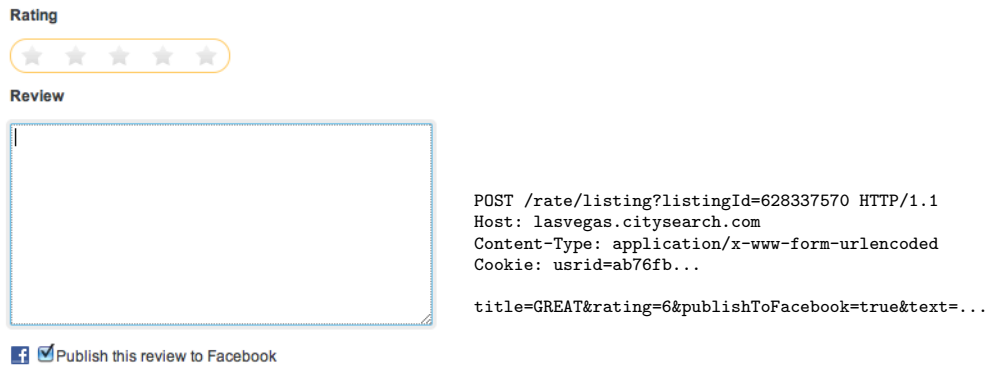 Rating
Review
Publish this review to Facebook
POST /rate/listing?listingId=628337570 HTTP/1.1
Host: lasvegas.citysearch.com
Content-Type: application/x-www-form-urlencoded
Cookie: usrid=ab76fb...
title=GREAT&rating=6&publishToFacebook=true&text=...